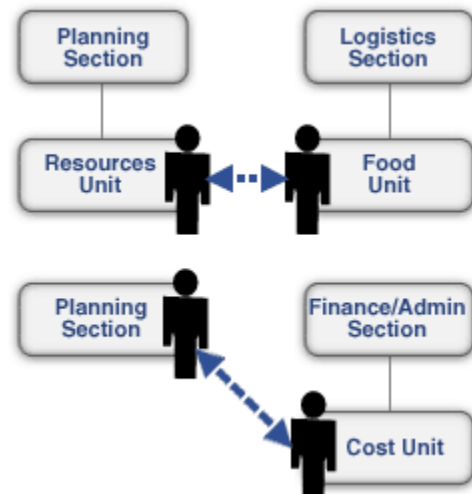 Planning
Section
Logistics
Section
Resources
Unit
Food
Unit
Planning
Section
Finance/Admin
Section
Cost Unit